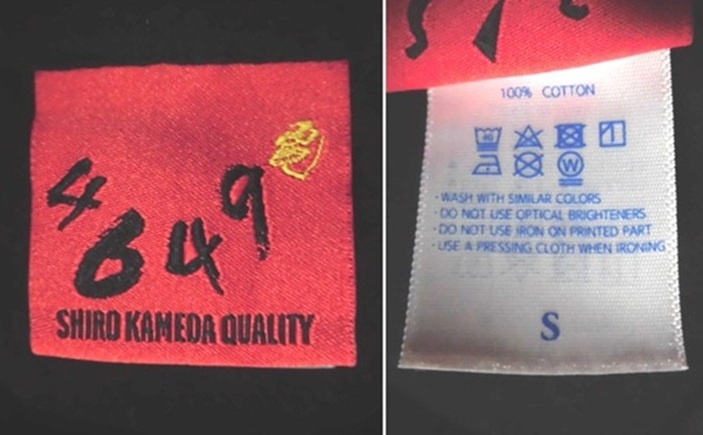 4649
SHIRO KAMEDA QUALITY
100% COTTON
· WASH WITH SIMILAR COLORS
· DO NOT USE OPTICAL BRIGHTENERS
· DO NOT USE IRON ON PRINTED PART
· USE A PRESSING CLOTH WHEN IRONING
S